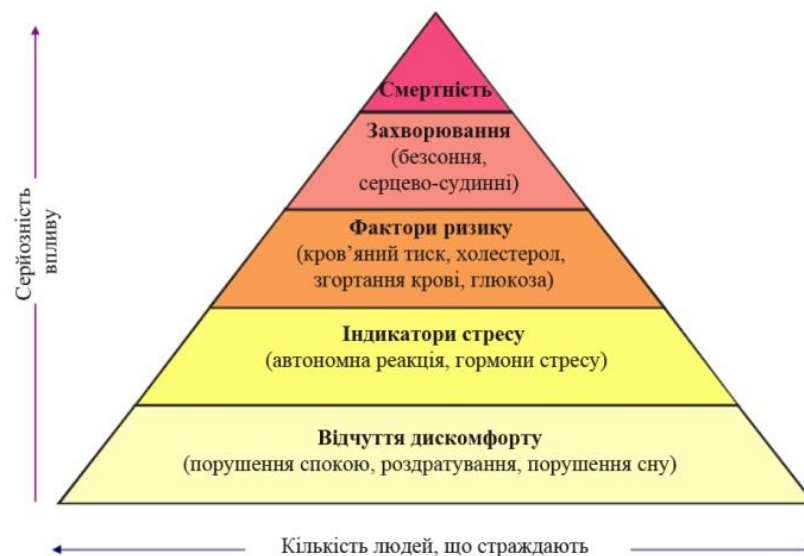 Смертність
Захворювання
(безсоння,
серцево-судинні)
Фактори ризику
(кров’яний тиск, холестерол,
згортання крові, глюкоза)
Індикатори стресу
(автономна реакція, гормони стресу)
Відчуття дискомфорту
(порушення спокою, роздратування, порушення сну)
Серйозність
впливу
Кількість людей, що страждають